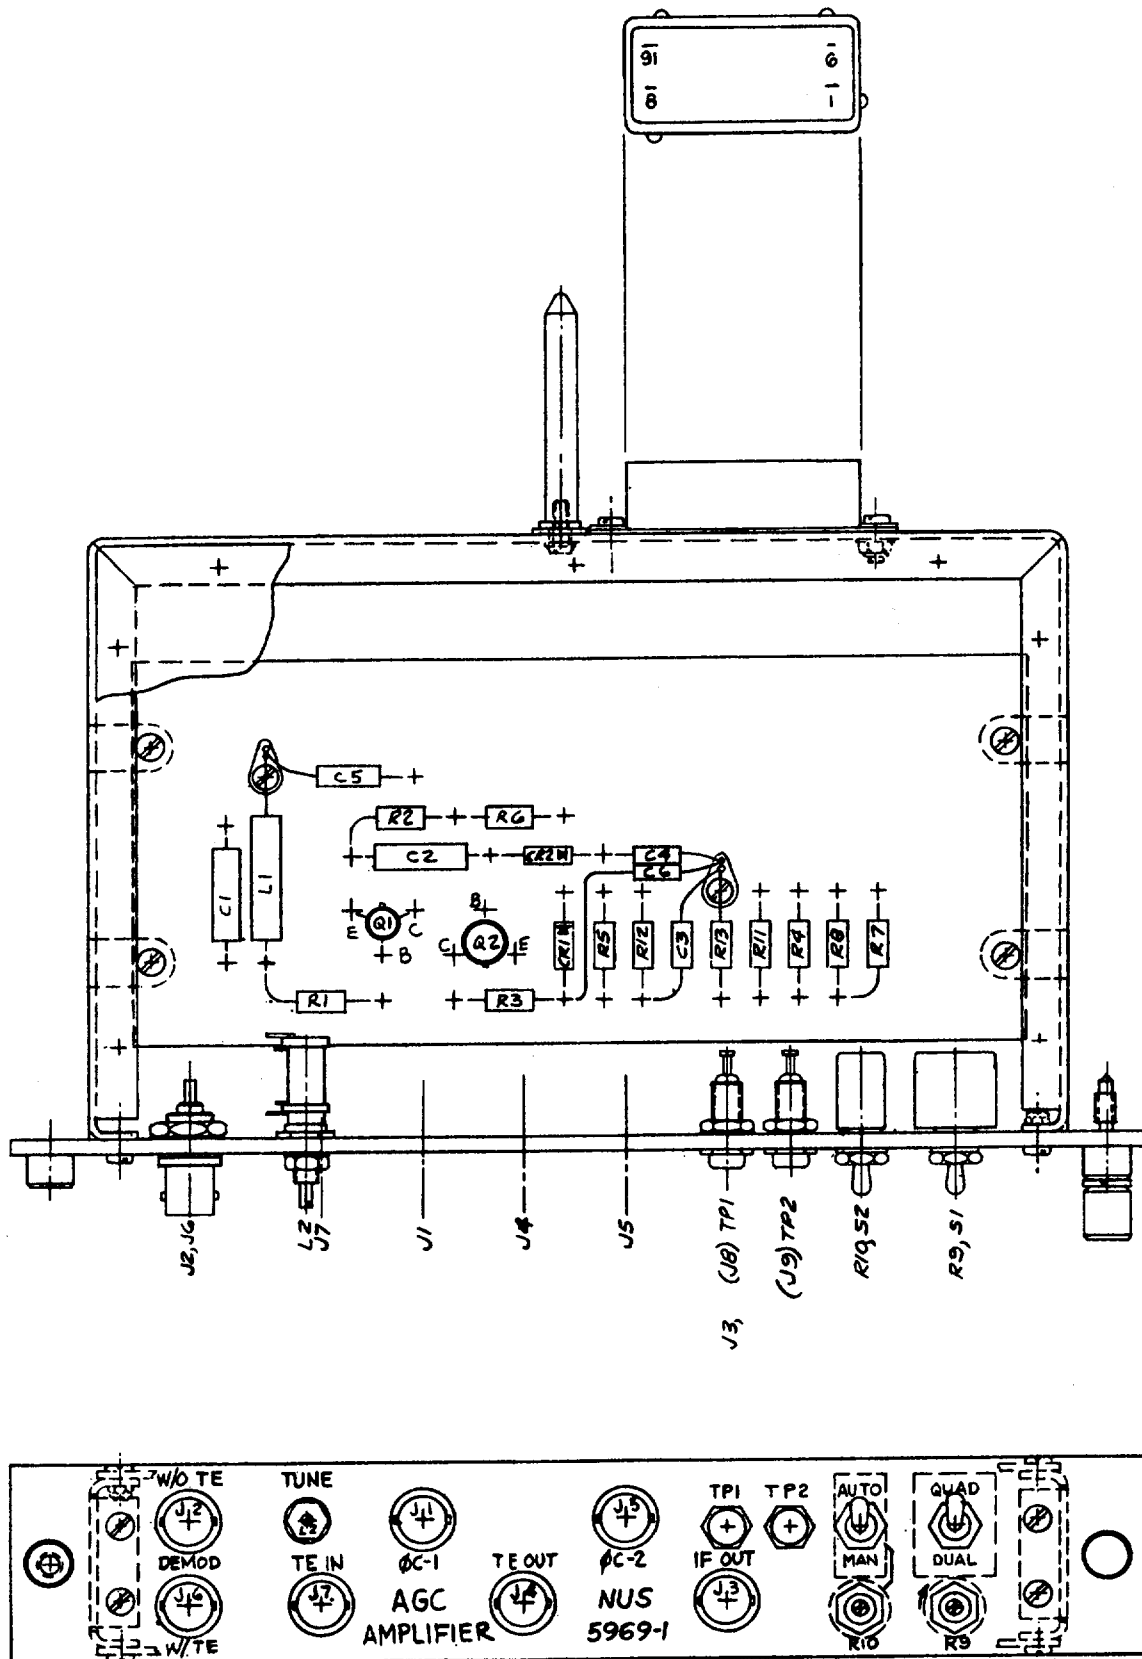 16 9
8 1
C5
R2 R6
C2 CR2 C4
C6
C1 L1
E Q1 C
B
B
C Q2 E
CR1 R5 R12 C3 R13 R11 R4 R8 R7
R1 R3
J2, J6
L2
J7
J1
J4
J5
J3, (J8) TP1
(J9) TP2
R10, S2
R9, S1
W/O TE TUNE TP1 TP2 AUTO QUAD
J2 L2 J1 J5
DEMOD TE IN ØC-1 TE OUT ØC-2 IF OUT MAN DUAL
J6 J7 AGC J4 NUS J3
W/TE AMPLIFIER 5969-1 R10 R9